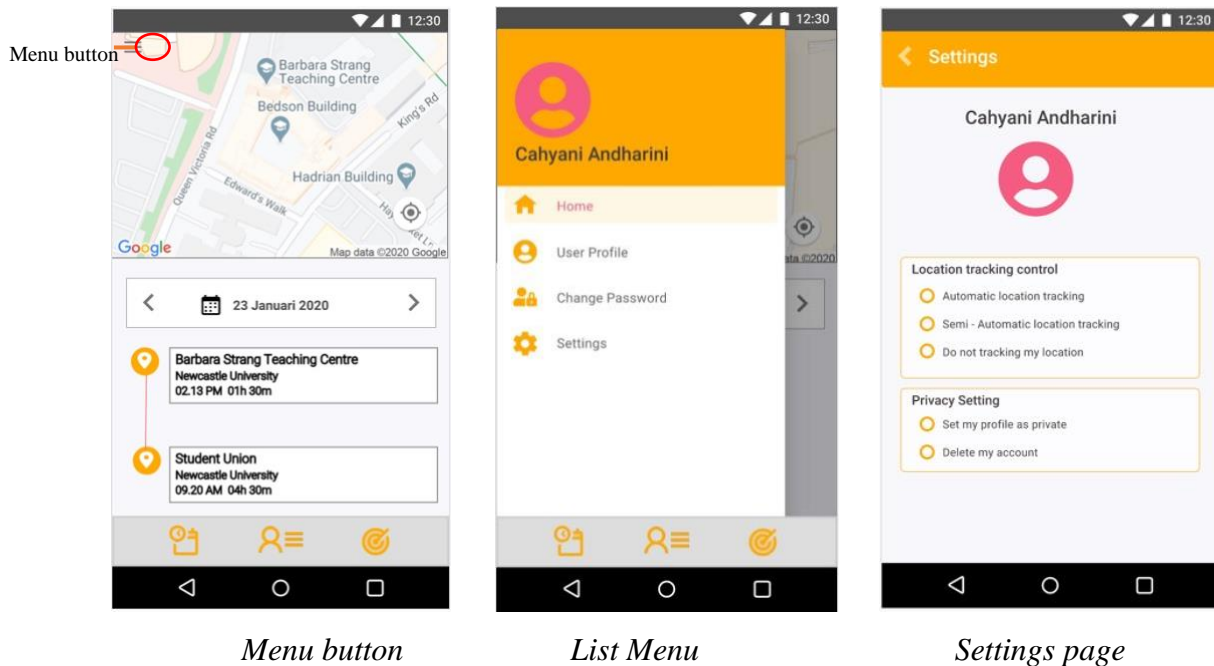 12:30
Menu button
Barbara Strang
Teaching Centre
Bedson Building
King's Rd
Queen Victoria Rd
Edward's Walk
Hadrian Building
Google
Map data ©2020 Google
23 Januari 2020
Barbara Strang Teaching Centre
Newcastle University
02.13 PM 01h 30m
Student Union
Newcastle University
09.20 AM 04h 30m
Menu button
12:30
Cahyani Andharini
Home
User Profile
Change Password
Settings
ata ©2020
List Menu
12:30
Settings
Cahyani Andharini
Location tracking control
Automatic location tracking
Semi - Automatic location tracking
Do not tracking my location
Privacy Setting
Set my profile as private
Delete my account
Settings page